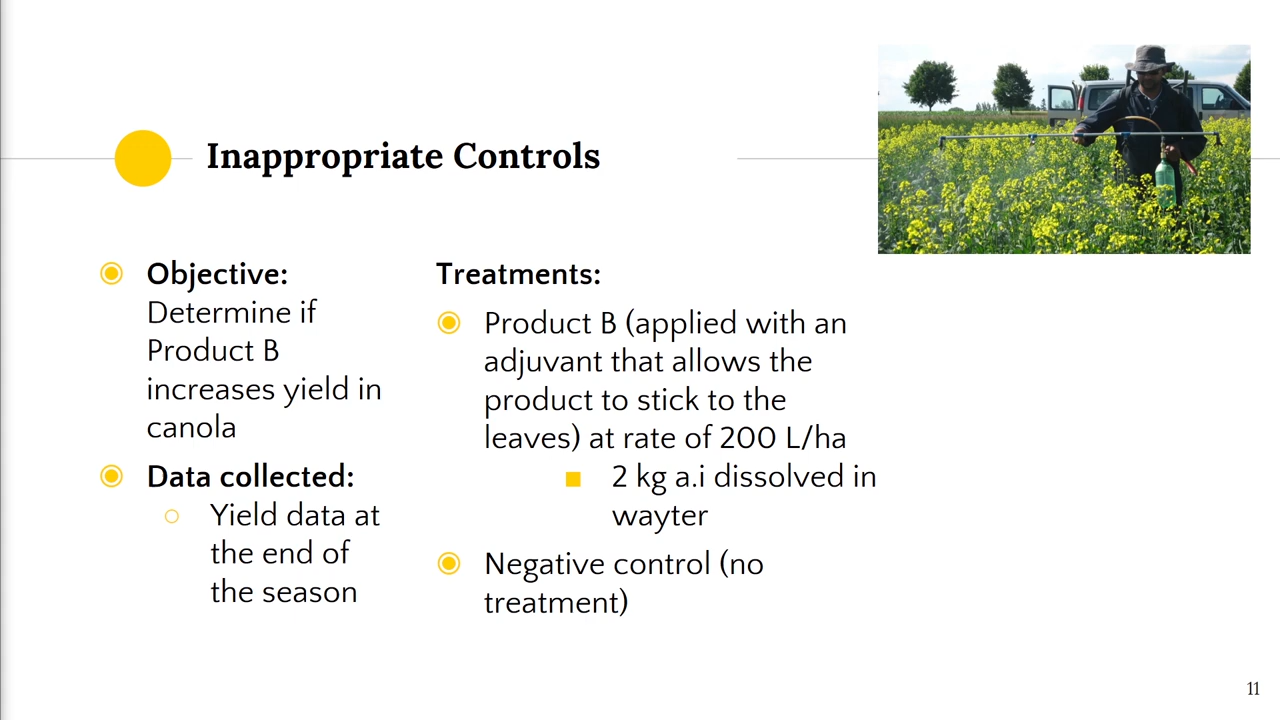 Inappropriate Controls
Objective:
Determine if
Product B
increases yield in
canola
Data collected:
Yield data at
the end of
the season
Treatments:
Product B (applied with an
adjuvant that allows the
product to stick to the
leaves) at rate of 200 L/ha
2 kg a.i dissolved in
wayter
Negative control (no
treatment)
11